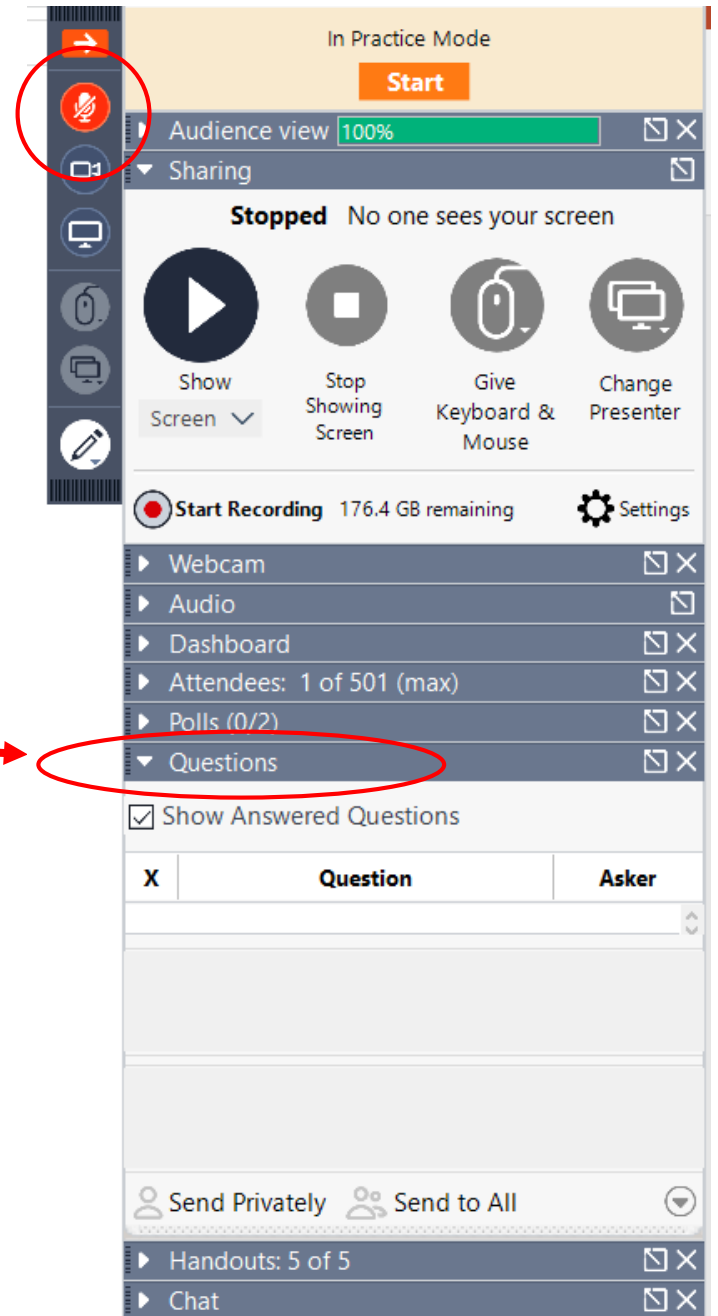 In Practice Mode
Start
Audience view 100%
Sharing
Stopped No one sees your screen
Show
Screen
Stop
Showing
Screen
Give
Keyboard &
Mouse
Change
Presenter
Start Recording 176.4 GB remaining
Settings
Webcam
Audio
Dashboard
Attendees: 1 of 501 (max)
Polls (0/2)
Questions
Show Answered Questions
X Question Asker
Send Privately Send to All
Handouts: 5 of 5
Chat